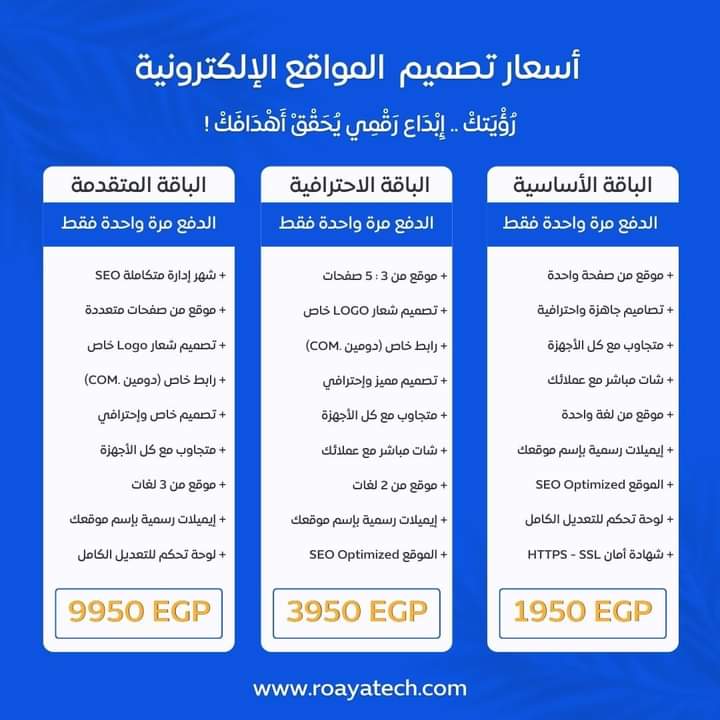 أسعار تصميم المواقع الإلكترونية
رُؤْيَتكْ .. إِبْدَاع رَقْمِي يُحَقْقْ أَهْدَافَكْ !
الباقة الأساسية
الدفع مرة واحدة فقط
+ موقع من صفحة واحدة
+ تصاميم جاهزة واحترافية
+ متجاوب مع كل الأجهزة
+ شات مباشر مع عملائك
+ موقع من لغة واحدة
+ إيميلات رسمية بإسم موقعك
+ الموقع SEO Optimized
+ لوحة تحكم للتعديل الكامل
+ شهادة أمان HTTPS - SSL
1950 EGP
الباقة الاحترافية
الدفع مرة واحدة فقط
+ موقع من 3 : 5 صفحات
+ تصميم شعار LOGO خاص
+ رابط خاص (دومين .COM)
+ تصميم مميز وإحترافي
+ متجاوب مع كل الأجهزة
+ شات مباشر مع عملائك
+ موقع من 2 لغات
+ إيميلات رسمية بإسم موقعك
+ الموقع SEO Optimized
3950 EGP
الباقة المتقدمة
الدفع مرة واحدة فقط
+ شهر إدارة متكاملة SEO
+ موقع من صفحات متعددة
+ تصميم شعار Logo خاص
+ رابط خاص (دومين .COM)
+ تصميم خاص وإحترافي
+ متجاوب مع كل الأجهزة
+ موقع من 3 لغات
+ إيميلات رسمية بإسم موقعك
+ لوحة تحكم للتعديل الكامل
9950 EGP
www.roayatech.com